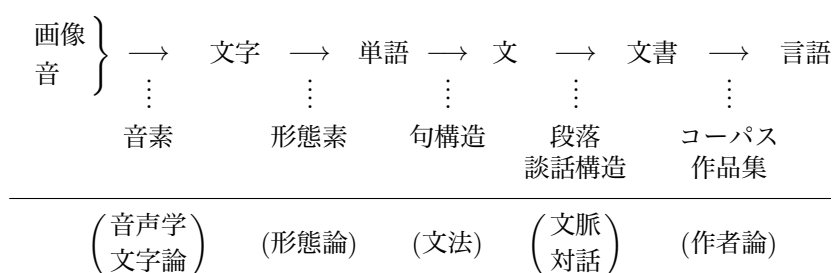 画像
音
⟶ 文字 ⟶ 単語 ⟶ 文 ⟶ 文書 ⟶ 言語
音素 形態素 句構造 段落 コーパス
談話構造 作品集
(音声学 (形態論) (文法) (文脈 (作者論)
文字論) 対話)